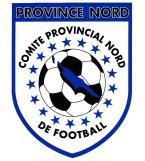 PROVINCE NORD
COMITE PROVINCIAL NORD
DE FOOTBALL